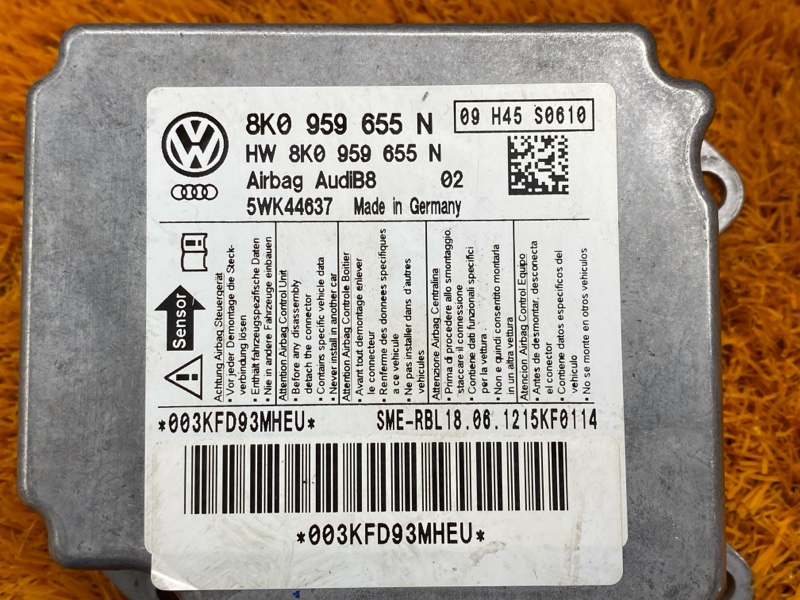 8K0 959 655 N
09 H45 S0610
HW 8K0 959 655 N
Airbag AudiB8 02
5WK44637 Made in Germany
Sensor
Achtung Airbag Steuergerät
• Vor jeder Demontage die Steck-
verbindung lösen
• Enthält fahrzeugspezifische Daten
• Nie in andere Fahrzeuge einbauen
Attention Airbag Control Unit
• Before any disassembly
detach the connector
• Contains specific vehicle data
• Never install in another car
Attention Airbag Controle Boitier
• Avant tout demontage enlever
le connecteur
• Renferme des donnees specifiques
a ce vehicule
• Ne pas installer dans d'autres
vehicules
Attenzione Airbag Centralina
• Prima di procedere allo smontaggio,
staccare il connessione
• Contiene dati funzionali specifici
per la vettura
• Non e quindi consentito montarla
in un altra vettura
Atencion Airbag Control Equipo
• Antes de desmontar, desconecta
el conector
• Contiene datos especificos del
vehiculo
• No se monte en otros vehiculos
*003KFD93MHEU* SME-RBL18.06.1215KF0114
*003KFD93MHEU*